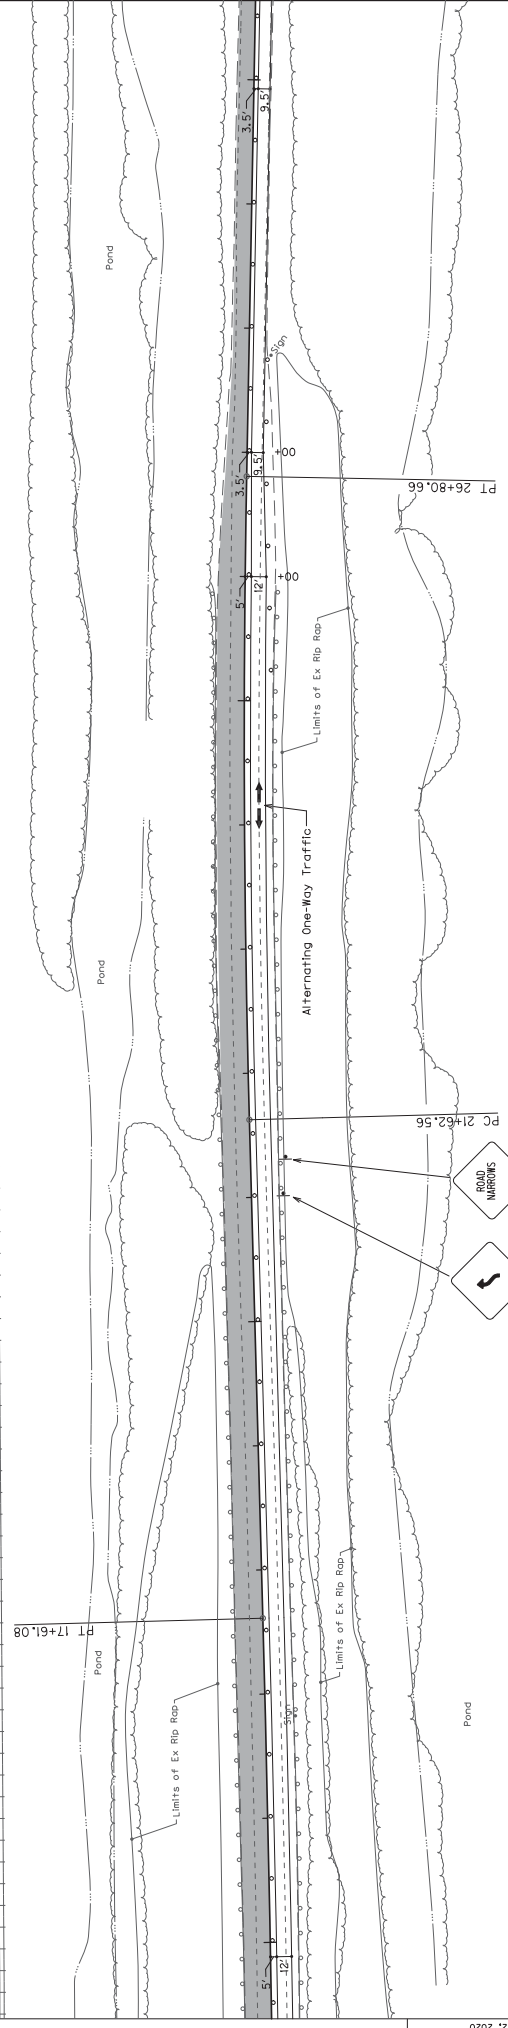 3.5'
9.5'
Pond
Sign
+00
9.5'
3.5'
PT 26+80.66
+00
12'
5'
Limits of Ex Rip Rap
Alternating One-Way Traffic
Pond
PC 21+62.56
ROAD
NARROWS
Limits of Ex Rip Rap
PT 17+61.08
Pond
Limits of Ex Rip Rap
Sign
Pond
5'
12'
2, 2020